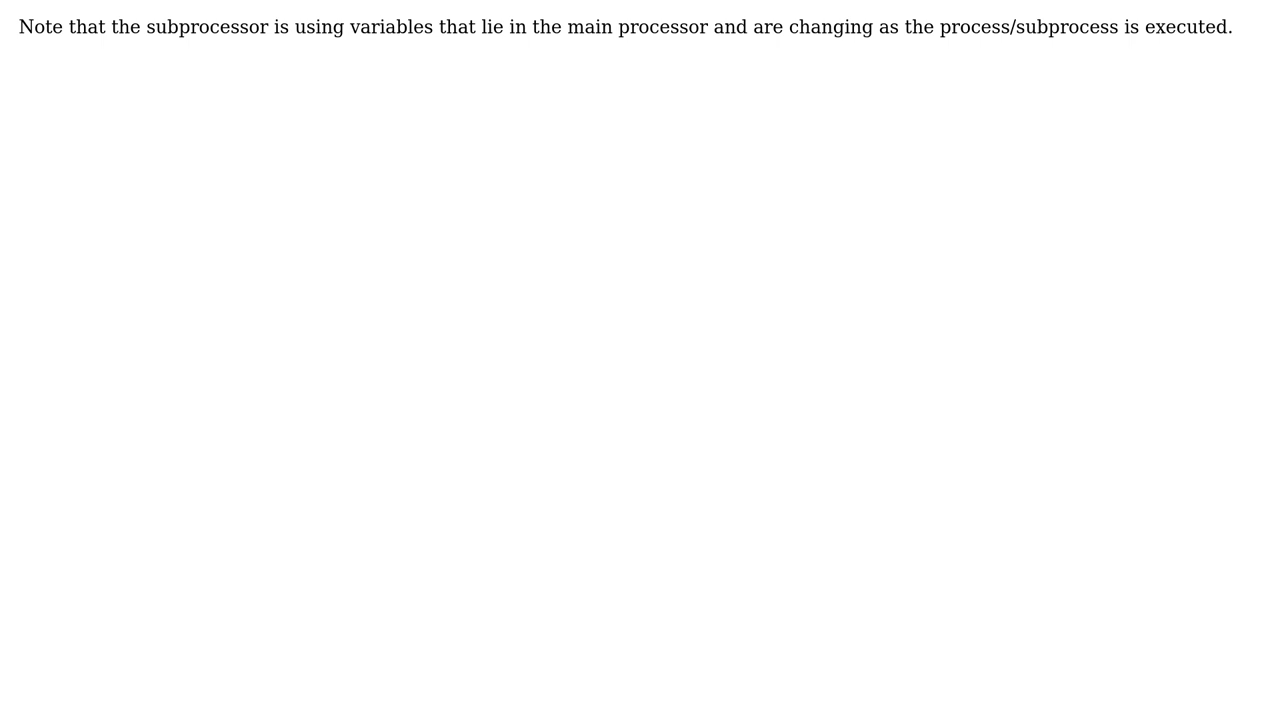 Note that the subprocessor is using variables that lie in the main processor and are changing as the process/subprocess is executed.